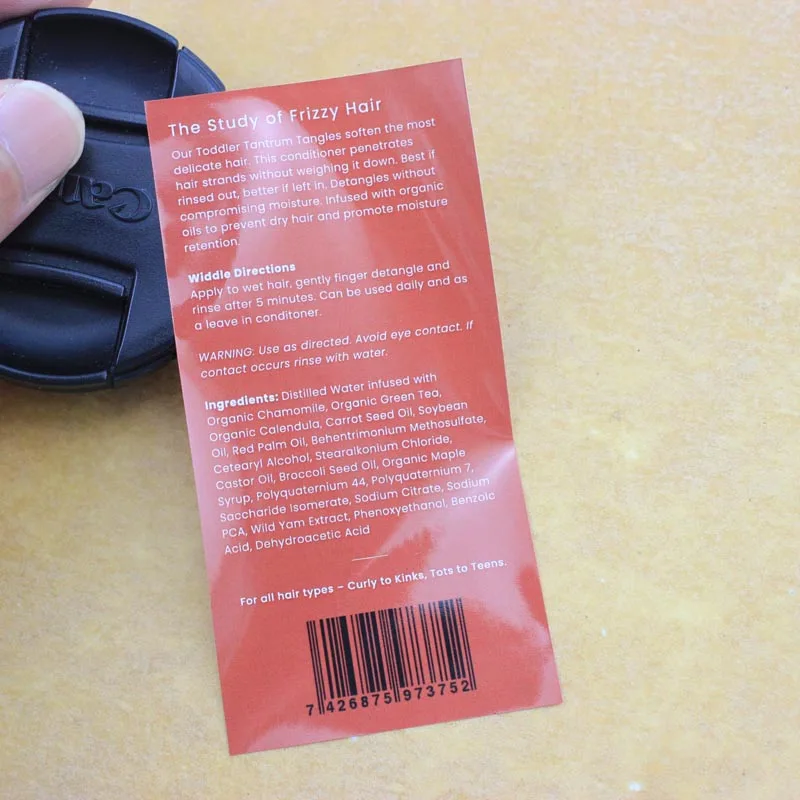 The Study of Frizzy Hair
Our Toddler Tantrum Tangles soften the most
delicate hair. This conditioner penetrates
hair strands without weighing it down. Best if
rinsed out, better if left in. Detangles without
compromising moisture. Infused with organic
oils to prevent dry hair and promote moisture
retention.
Widdle Directions
Apply to wet hair, gently finger detangle and
rinse after 5 minutes. Can be used daily and as
a leave in conditoner.
WARNING: Use as directed. Avoid eye contact. If
contact occurs rinse with water.
Ingredients: Distilled Water infused with
Organic Chamomile, Organic Green Tea,
Organic Calendula, Carrot Seed Oil, Soybean
Oil, Red Palm Oil, Behentrimonium Methosulfate,
Cetearyl Alcohol, Stearalkonium Chloride,
Castor Oil, Broccoli Seed Oil, Organic Maple
Syrup, Polyquaternium 44, Polyquaternium 7,
Saccharide Isomerate, Sodium Citrate, Sodium
PCA, Wild Yam Extract, Phenoxyethanol, Benzoic
Acid, Dehydroacetic Acid
For all hair types – Curly to Kinks, Tots to Teens.
7 426875 973752
Can